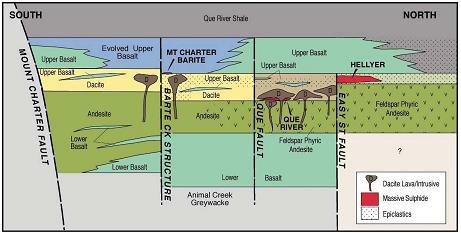 SOUTH
NORTH
Que River Shale
Evolved Upper
Basalt
MT CHARTER
BARITE
Upper Basalt
Upper Basalt
HELLYER
Upper Basalt
Upper Basalt
Upper Basalt
Dacite
Dacite
D
D
D
D
D
D
MOUNT CHARTER FAULT
Andesite
Andesite
QUE
RIVER
Feldspar Phyric
Andesite
Feldspar Phyric
Andesite
Lower
Basalt
BARTE CK STRUCTURE
QUE FAULT
EASY ST FAULT
Lower Basalt
Lower
Basalt
Animal Creek
Greywacke
?
D
Dacite Lava/Intrusive
Massive Sulphide
Epiclastics